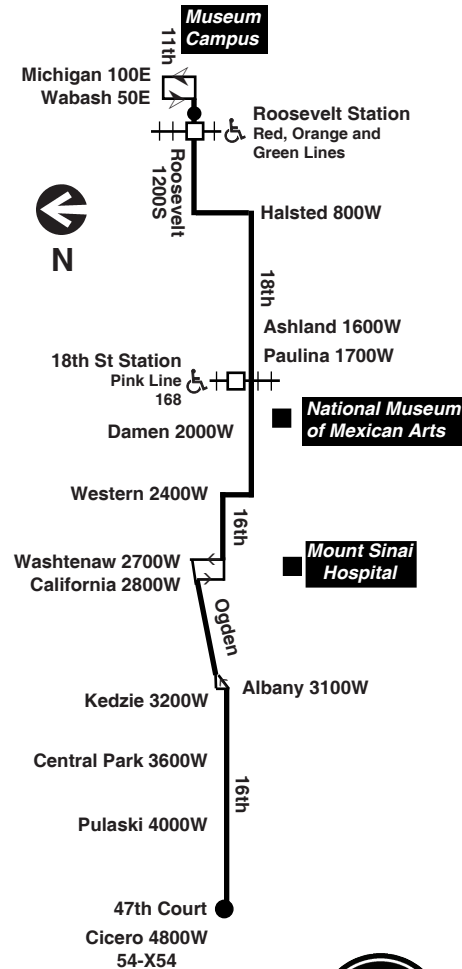 Museum
Campus
11th
Michigan 100E
Wabash 50E
Roosevelt Station
Red, Orange and
Green Lines
Roosevelt
1200S
N
Halsted 800W
18th
Ashland 1600W
Paulina 1700W
18th St Station
Pink Line
168
National Museum
of Mexican Arts
Damen 2000W
Western 2400W
16th
Washtenaw 2700W
California 2800W
Mount Sinai
Hospital
Ogden
Albany 3100W
Kedzie 3200W
Central Park 3600W
16th
Pulaski 4000W
47th Court
Cicero 4800W
54-X54